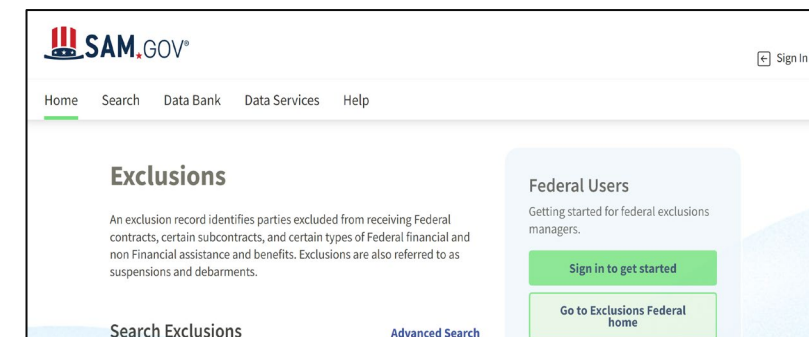 SAM.GOV®
Sign In
Home Search Data Bank Data Services Help
Exclusions
An exclusion record identifies parties excluded from receiving Federal
contracts, certain subcontracts, and certain types of Federal financial and
non Financial assistance and benefits. Exclusions are also referred to as
suspensions and debarments.
Search Exclusions
Advanced Search
Federal Users
Getting started for federal exclusions
managers.
Sign in to get started
Go to Exclusions Federal
home